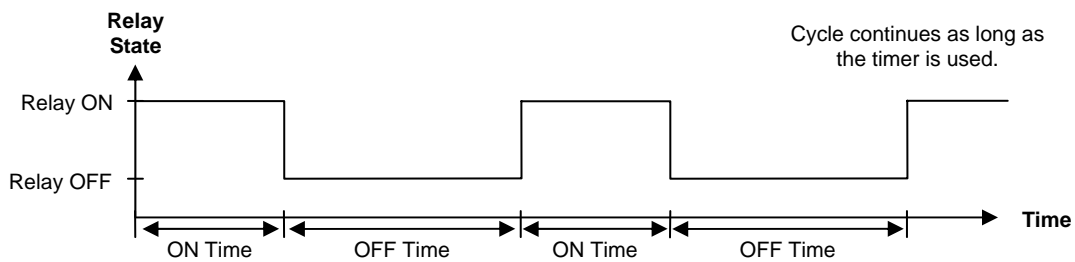 Relay
State
Cycle continues as long as
the timer is used.
Relay ON
Relay OFF
Time
ON Time
OFF Time
ON Time
OFF Time